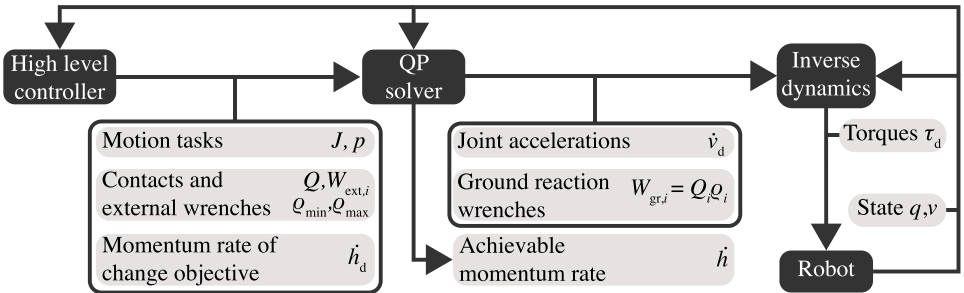 High level
controller
QP
solver
Inverse
dynamics
Motion tasks J, p
Contacts and
external wrenches
Q, W_ext,i
ϱ_min, ϱ_max
Momentum rate of
change objective
ḣ_d
Joint accelerations v̇_d
Ground reaction
wrenches
W_gr,i = Q_i ϱ_i
Achievable
momentum rate
ḣ
Torques τ_d
State q,v
Robot